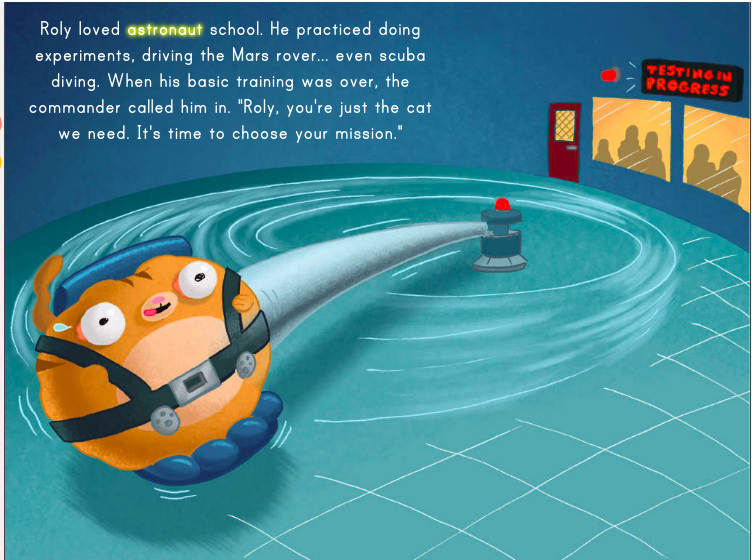 Roly loved astronaut school. He practiced doing
experiments, driving the Mars rover... even scuba
diving. When his basic training was over, the
commander called him in. "Roly, you're just the cat
we need. It's time to choose your mission."
TESTING IN
PROGRESS